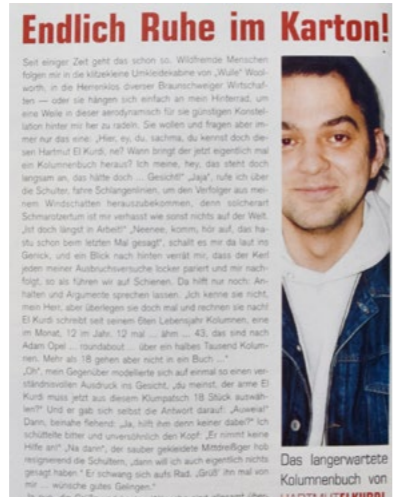 Endlich Ruhe im Karton!
Seit einiger Zeit geht das schon so. Wildfremde Menschen
folgen mir in die klitzekleine Umkleidekabine von „Wulle“ Wool-
worth, in die Herrenklos diverser Braunschweiger Wirtschaf-
ten — oder sie hängen sich einfach an mein Hinterrad, um
eine Weile in dieser aerodynamisch für sie günstigen Konstel-
lation hinter mir her zu radeln. Sie wollen und fragen aber im-
mer nur das eine: „Hier, ey, du, sachma, du kennst doch die-
sen Hartmut El Kurdi, ne? Wann bringt der jetzt eigentlich mal
ein Kolumnenbuch heraus? Ich meine, hey, das steht doch
langsam an, das hätte doch ... Gesicht!“ „Jaja“, rufe ich über
die Schulter, fahre Schlangenlinien, um den Verfolger aus mei-
nem Windschatten herauszubekommen, denn solcherart
Schmarotzertum ist mir verhasst wie sonst nichts auf der Welt.
„Ist doch längst in Arbeit!“ „Neenee, komm, hör auf, das ha-
stu schon beim letzten Mal gesagt“, schallt es mir da laut ins
Genick, und ein Blick nach hinten verrät mir, dass der Kerl
jeden meiner Ausbruchsversuche locker pariert und mir nach-
folgt, so als führen wir auf Schienen. Da hilft nur noch: An-
halten und Argumente sprechen lassen. „Ich kenne sie nicht,
mein Herr, aber überlegen sie doch mal und rechnen sie nach!
El Kurdi schreibt seit seinem 6ten Lebensjahr Kolumnen, eine
im Monat, 12 im Jahr. 12 mal ... ähm ... 43, das sind nach
Adam Opel ... roundabout ... über ein halbes Tausend Kolum-
nen. Mehr als 18 gehen aber nicht in ein Buch ...“
„Oh“, mein Gegenüber modellierte sich auf einmal so einen ver-
ständnisvollen Ausdruck ins Gesicht, „du meinst, der arme El
Kurdi muss jetzt aus diesem Klumpatsch 18 Stück auswäh-
len?“ Und er gab sich selbst die Antwort darauf: „Auweia!“
Dann, beinahe flehend: „Ja, hilft ihm denn keiner dabei?“ Ich
schüttelte bitter und unversöhnlich den Kopf: „Er nimmt keine
Hilfe an!“ „Na dann“, der sauber gekleidete Mittdreißiger hob
resignierend die Schultern, „dann will ich auch eigentlich nichts
gesagt haben.“ Er schwang sich aufs Rad. „Grüß' ihn mal von
mir ... wünsche gutes Gelingen.“
Das langerwartete
Kolumnenbuch von
HARTMUT EL KURDI